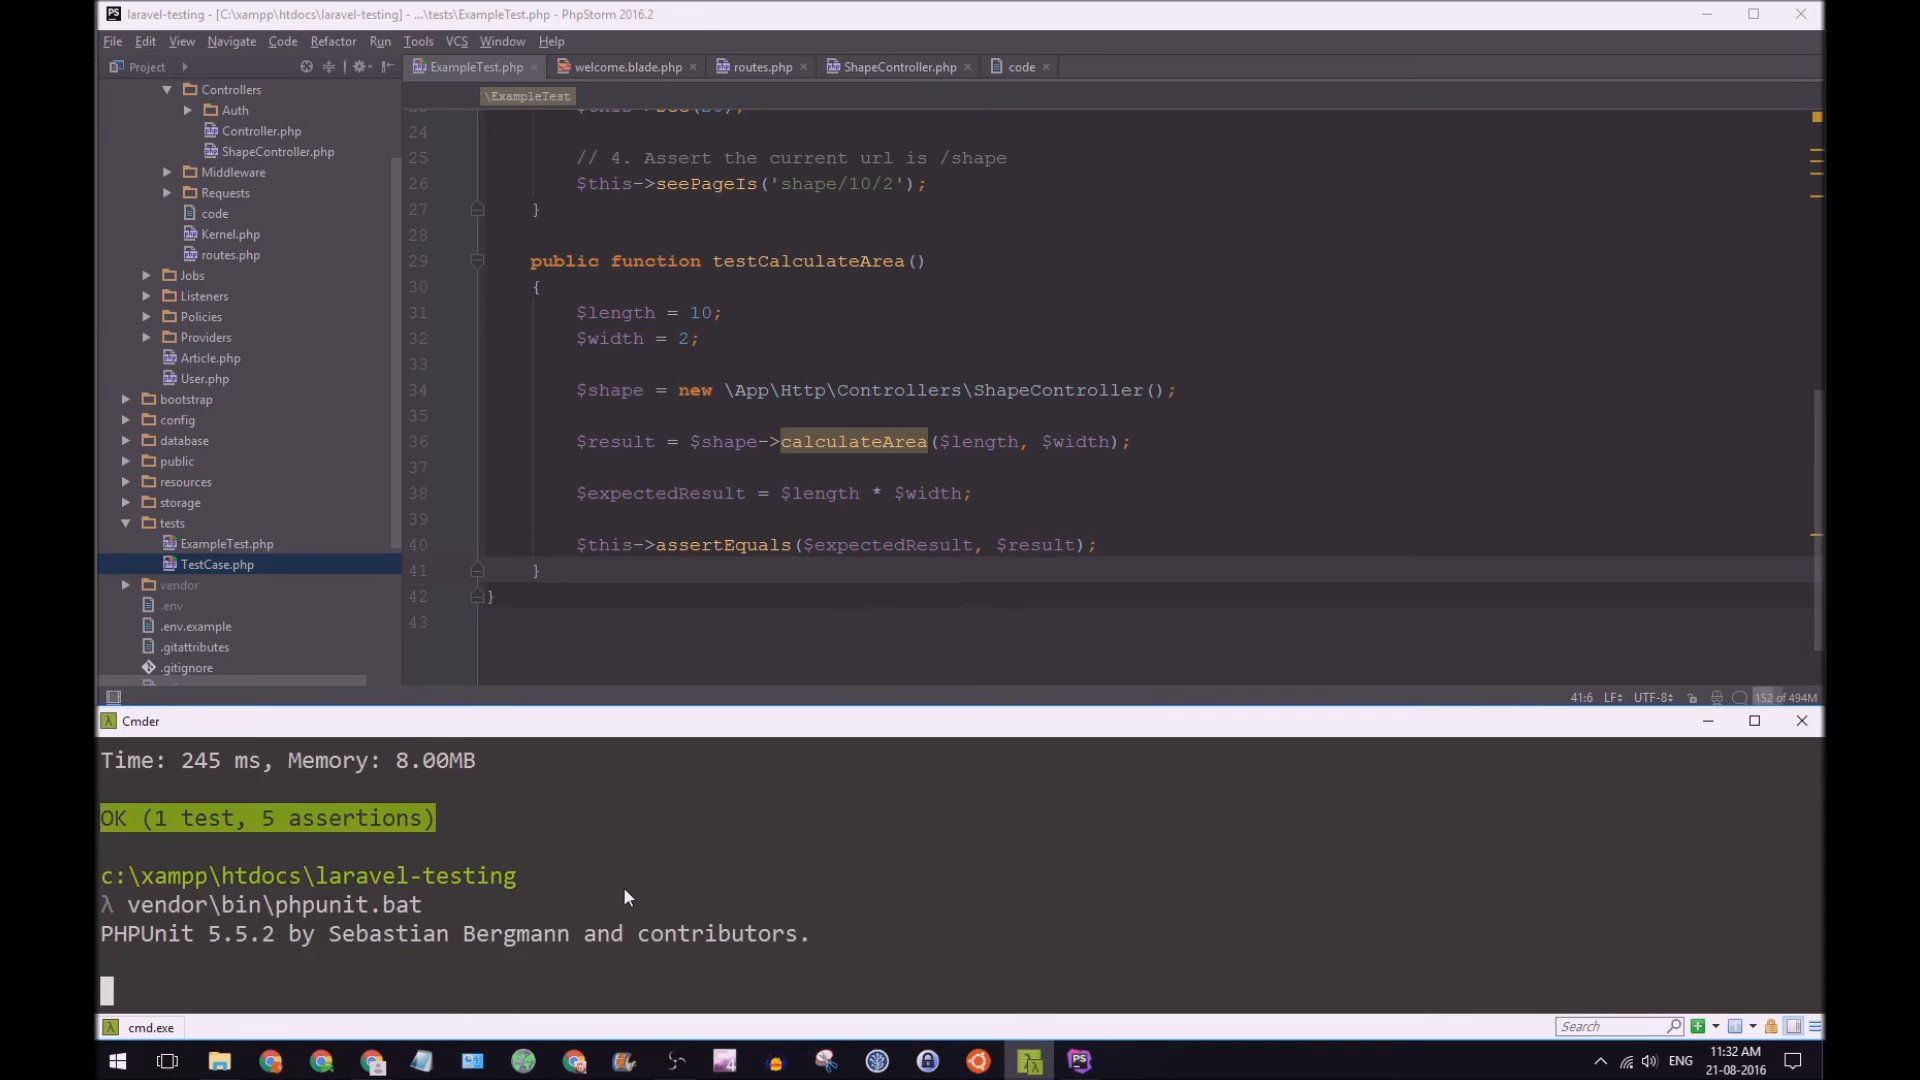 laravel-testing - [C:\xampp\htdocs\laravel-testing] - ...\tests\ExampleTest.php - PhpStorm 2016.2
File Edit View Navigate Code Refactor Run Tools VCS Window Help
Project
ExampleTest.php welcome.blade.php routes.php ShapeController.php code
\ExampleTest
Controllers
Auth
Controller.php
ShapeController.php
Middleware
Requests
code
Kernel.php
routes.php
Jobs
Listeners
Policies
Providers
Article.php
User.php
bootstrap
config
database
public
resources
storage
tests
ExampleTest.php
TestCase.php
vendor
.env
.env.example
.gitattributes
.gitignore
24
25 // 4. Assert the current url is /shape
26 $this->seePageIs('shape/10/2');
27 }
28
29 public function testCalculateArea()
30 {
31 $length = 10;
32 $width = 2;
33
34 $shape = new \App\Http\Controllers\ShapeController();
35
36 $result = $shape->calculateArea($length, $width);
37
38 $expectedResult = $length * $width;
39
40 $this->assertEquals($expectedResult, $result);
41 }
42 }
43
41:6 LF UTF-8 152 of 494M
Cmder
Time: 245 ms, Memory: 8.00MB
OK (1 test, 5 assertions)
c:\xampp\htdocs\laravel-testing
λ vendor\bin\phpunit.bat
PHPUnit 5.5.2 by Sebastian Bergmann and contributors.
cmd.exe Search
ENG 11:32 AM
21-08-2016